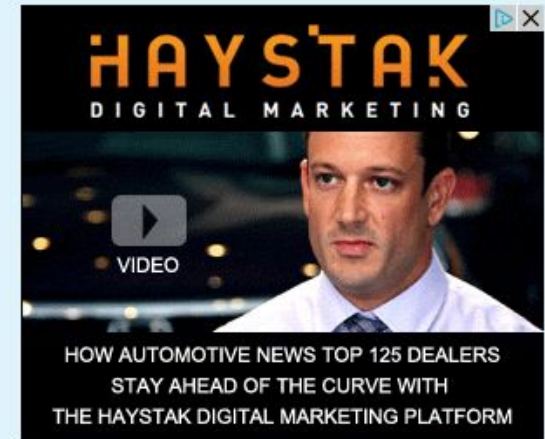 HAYSTAK
DIGITAL MARKETING
VIDEO
HOW AUTOMOTIVE NEWS TOP 125 DEALERS
STAY AHEAD OF THE CURVE WITH
THE HAYSTAK DIGITAL MARKETING PLATFORM